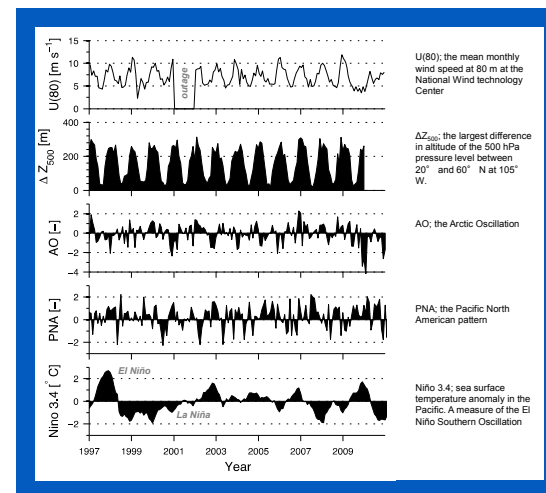 U(80) [m s⁻¹]
15
10
5
0
outage
U(80); the mean monthly
wind speed at 80 m at the
National Wind technology
Center
Δ Z500 [m]
400
200
0
ΔZ500; the largest difference
in altitude of the 500 hPa
pressure level between
20° and 60° N at 105°
W.
AO [–]
2
0
−2
−4
AO; the Arctic Oscillation
PNA [–]
2
0
−2
PNA; the Pacific North
American pattern
Nino 3.4 [° C]
2
0
−2
El Niño
La Niña
Niño 3.4; sea surface
temperature anomaly in the
Pacific. A measure of the El
Niño Southern Oscillation
1997 1999 2001 2003 2005 2007 2009
Year